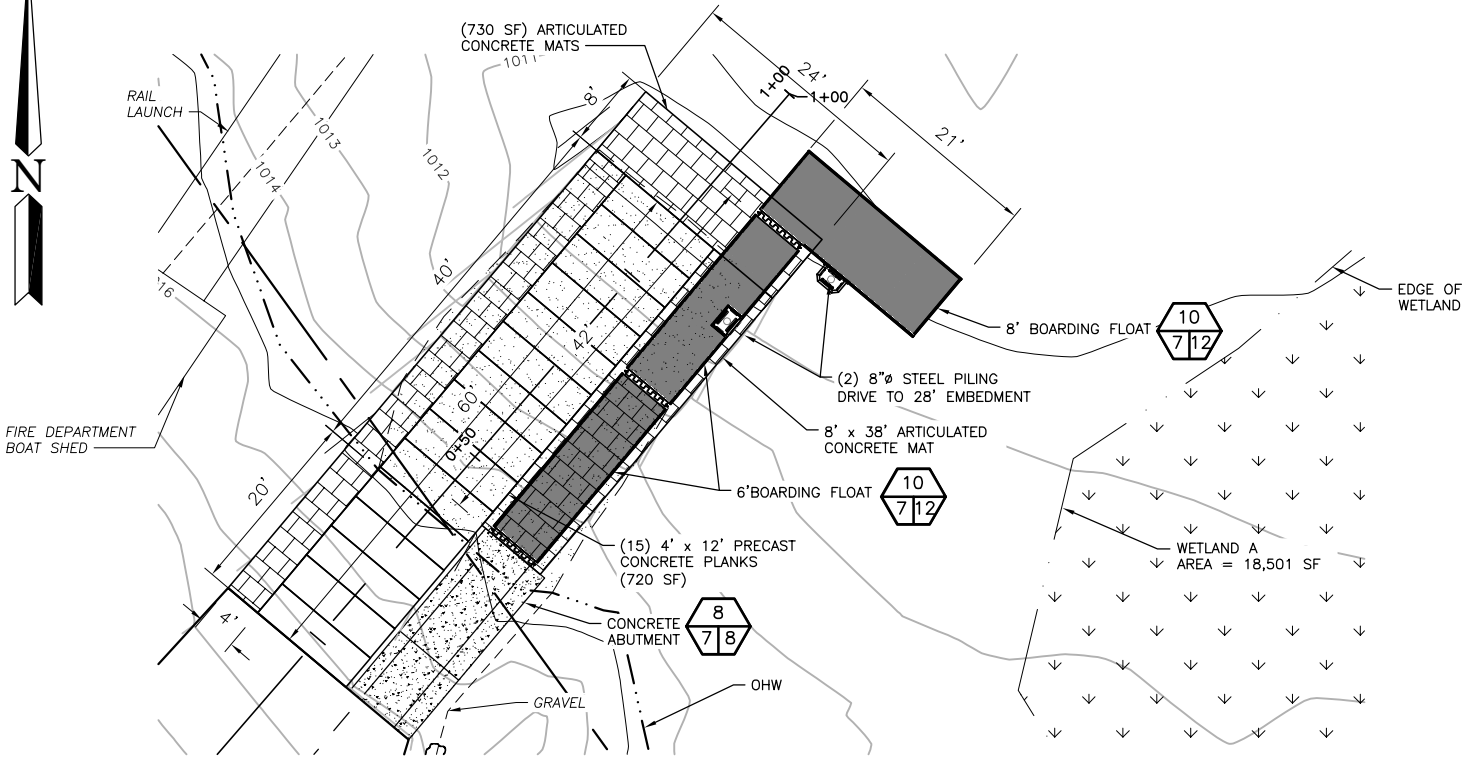 (730 SF) ARTICULATED
CONCRETE MATS
1011
24'
1+00
1+00
8'
21'
RAIL
LAUNCH
1013
1014
1012
N
40'
16
42'
EDGE OF
WETLAND
8' BOARDING FLOAT
10
7 12
(2) 8"ø STEEL PILING
DRIVE TO 28' EMBEDMENT
60'
0+50
FIRE DEPARTMENT
BOAT SHED
8' x 38' ARTICULATED
CONCRETE MAT
20'
6'BOARDING FLOAT
10
7 12
(15) 4' x 12' PRECAST
CONCRETE PLANKS
(720 SF)
WETLAND A
AREA = 18,501 SF
4'
CONCRETE
ABUTMENT
8
7 8
OHW
GRAVEL